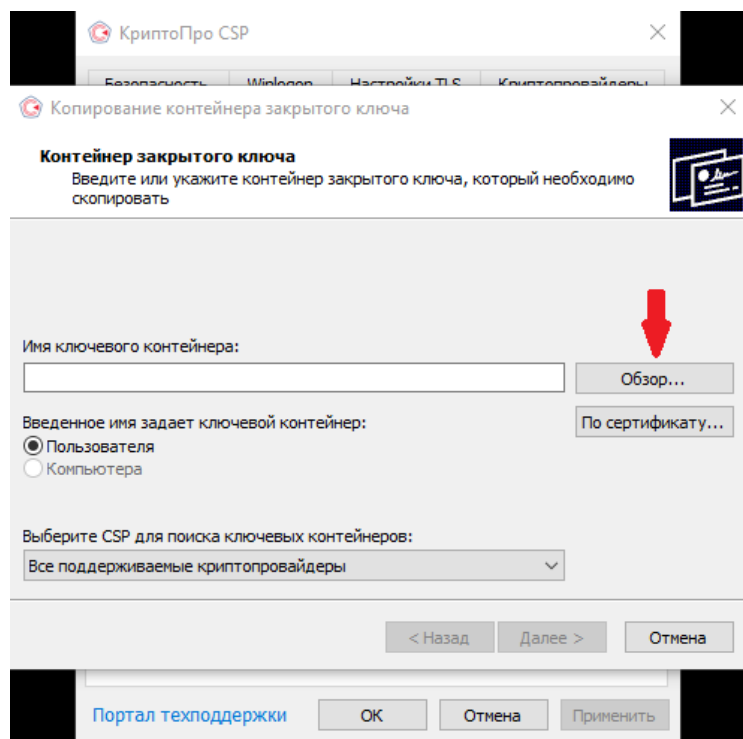 КриптоПро CSP
Безопасность Winlogon Настройки TLS Криптопровайдеры
Копирование контейнера закрытого ключа
Контейнер закрытого ключа
Введите или укажите контейнер закрытого ключа, который необходимо
скопировать
Имя ключевого контейнера:
Обзор...
Введенное имя задает ключевой контейнер:
По сертификату...
Пользователя
Компьютера
Выберите CSP для поиска ключевых контейнеров:
Все поддерживаемые криптопровайдеры
< Назад Далее > Отмена
Портал техподдержки OK Отмена Применить